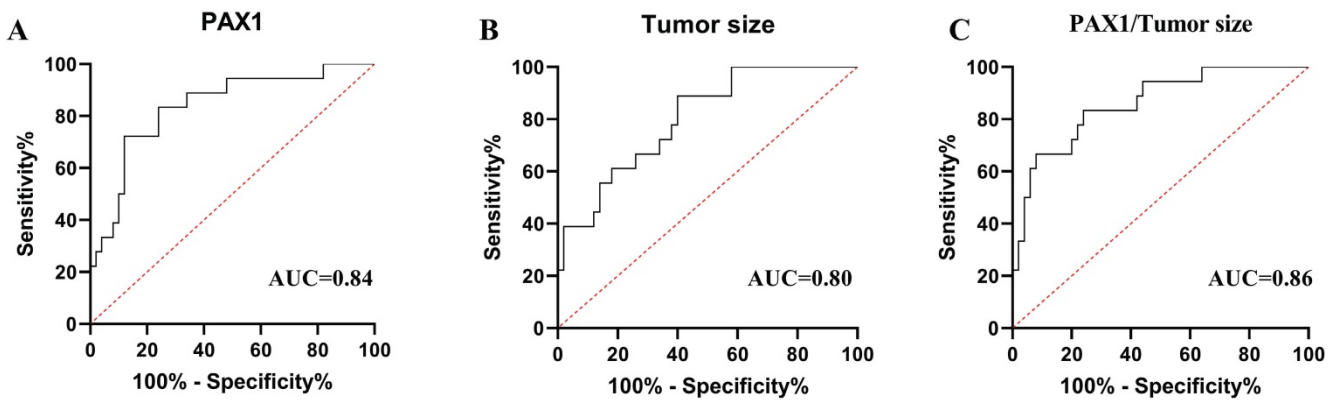 A
PAX1
100
80
60
40
20
0
Sensitivity%
AUC=0.84
0 20 40 60 80 100
100% - Specificity%
B
Tumor size
100
80
60
40
20
0
Sensitivity%
AUC=0.80
0 20 40 60 80 100
100% - Specificity%
C
PAX1/Tumor size
100
80
60
40
20
0
Sensitivity%
AUC=0.86
0 20 40 60 80 100
100% - Specificity%